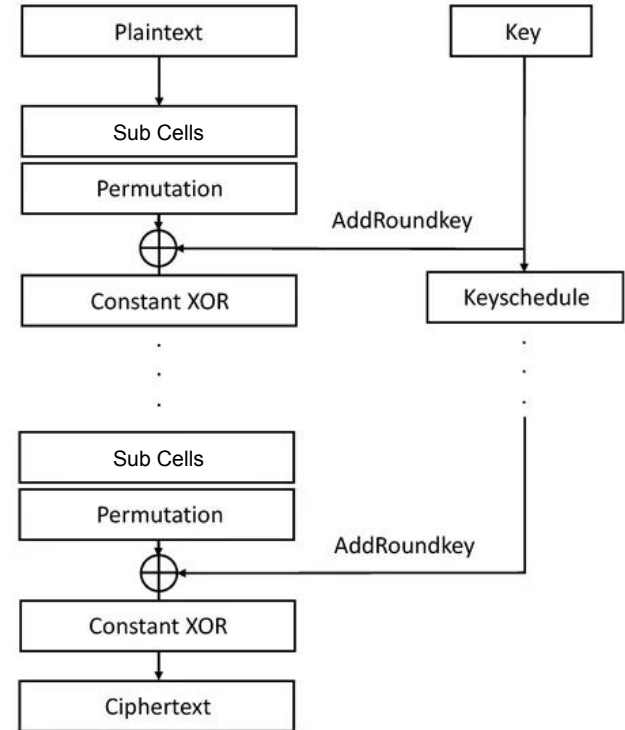 Plaintext
Key
Sub Cells
Permutation
AddRoundkey
Constant XOR
Keyschedule
Sub Cells
Permutation
AddRoundkey
Constant XOR
Ciphertext